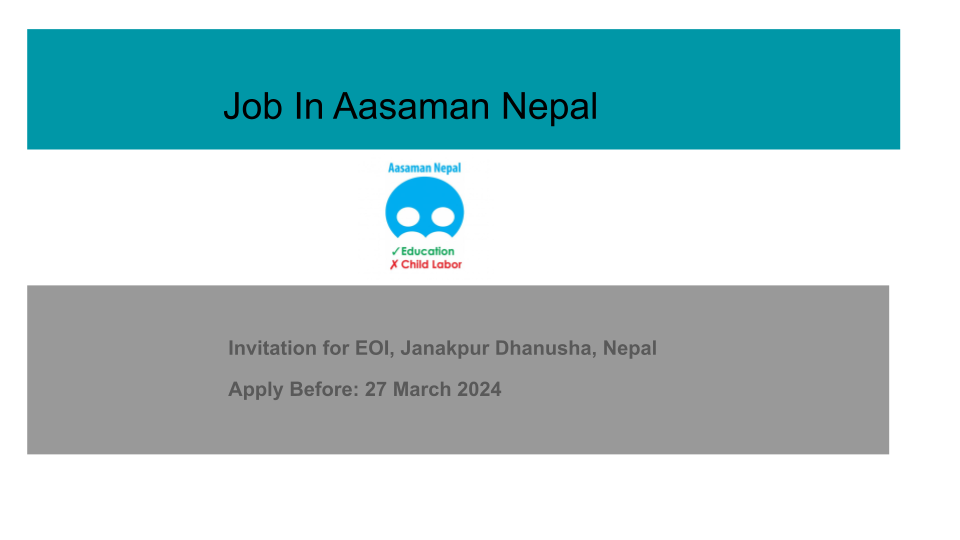 Job In Aasaman Nepal
Aasaman Nepal
✓Education
✗ Child Labor
Invitation for EOI, Janakpur Dhanusha, Nepal
Apply Before: 27 March 2024